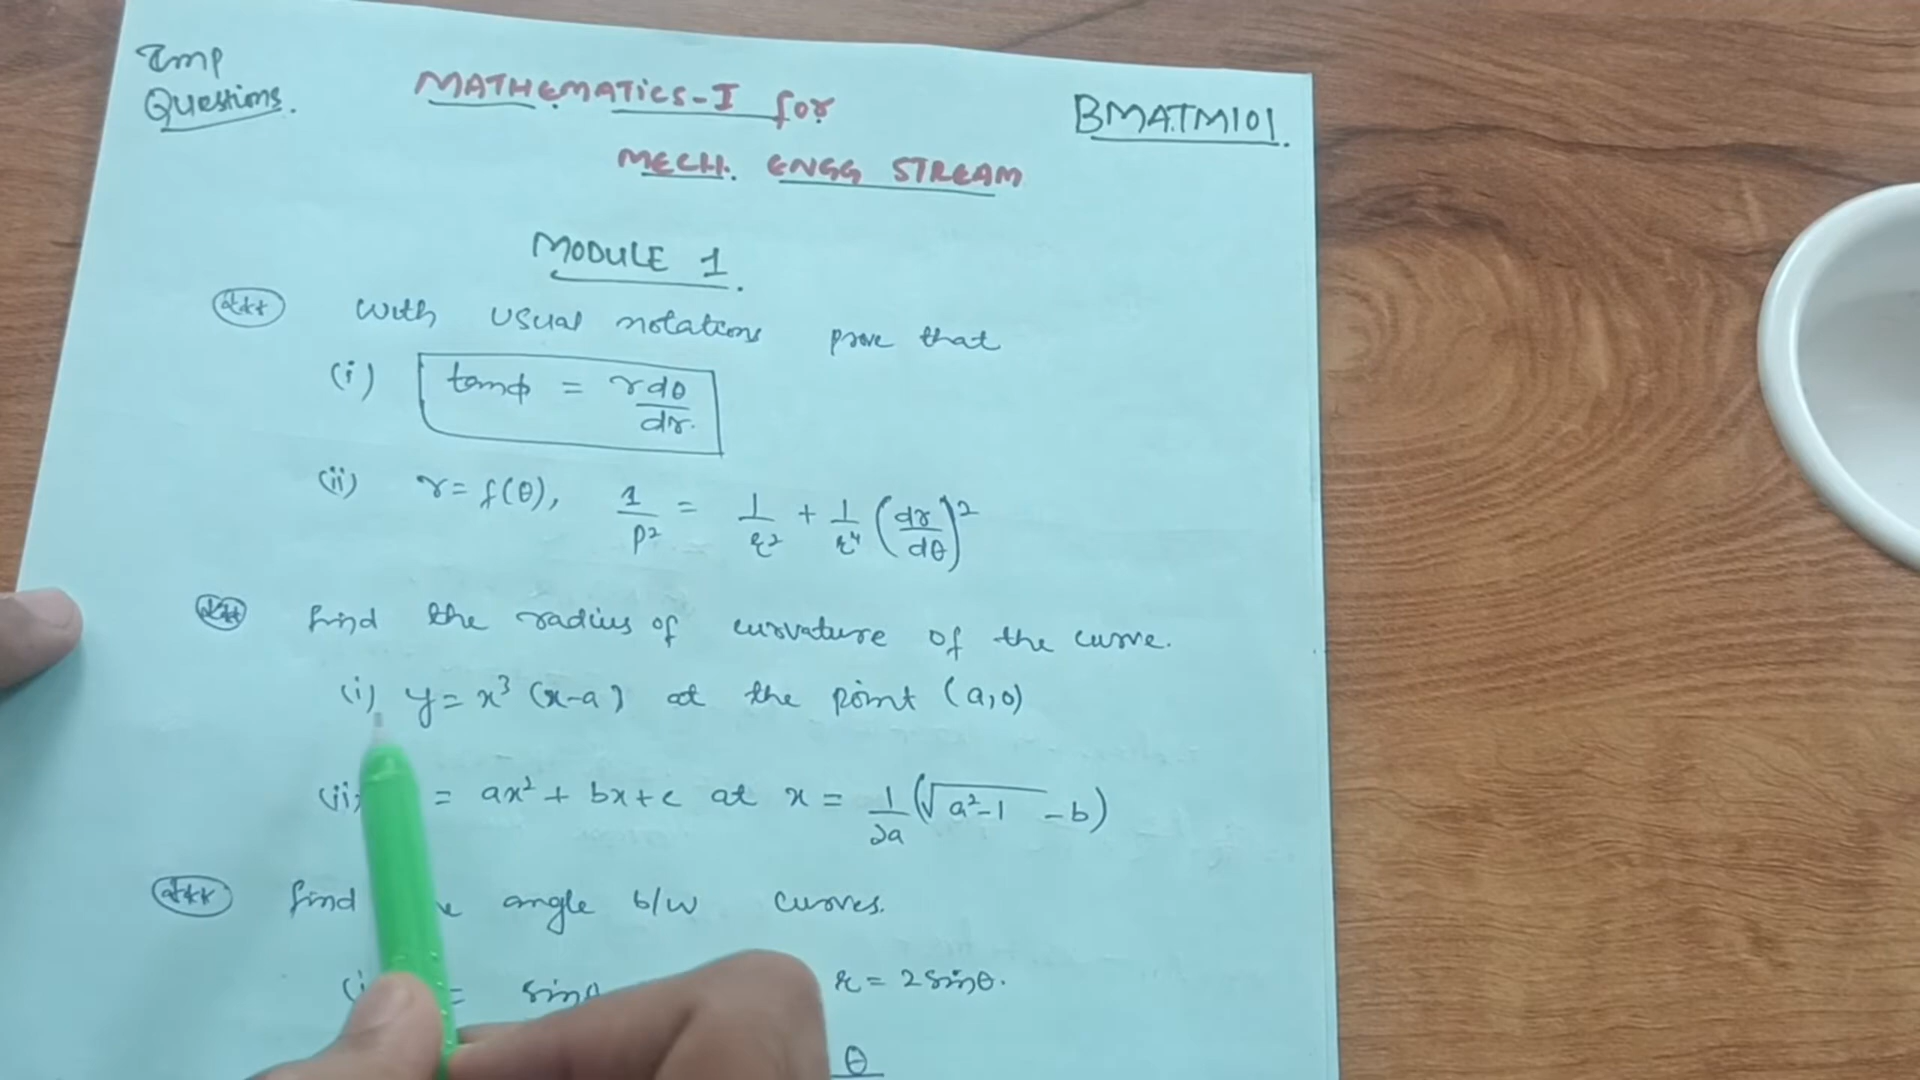 Imp
Questions.
MATHEMATICS-I for
MECH. ENGG STREAM
BMATM101.
MODULE 1.
*** with usual notations prove that
(i) tanφ = rdθ/dr.
(ii) r = f(θ), 1/p² = 1/r² + 1/r⁴ (dr/dθ)²
find the radius of curvature of the curve.
(i) y = x³ (x-a) at the point (a,0)
(ii) = ax² + bx + c at x = 1/2a (√a²-1 - b)
*** find angle b/w curves.
(i = sinθ r = 2 sinθ.
θ